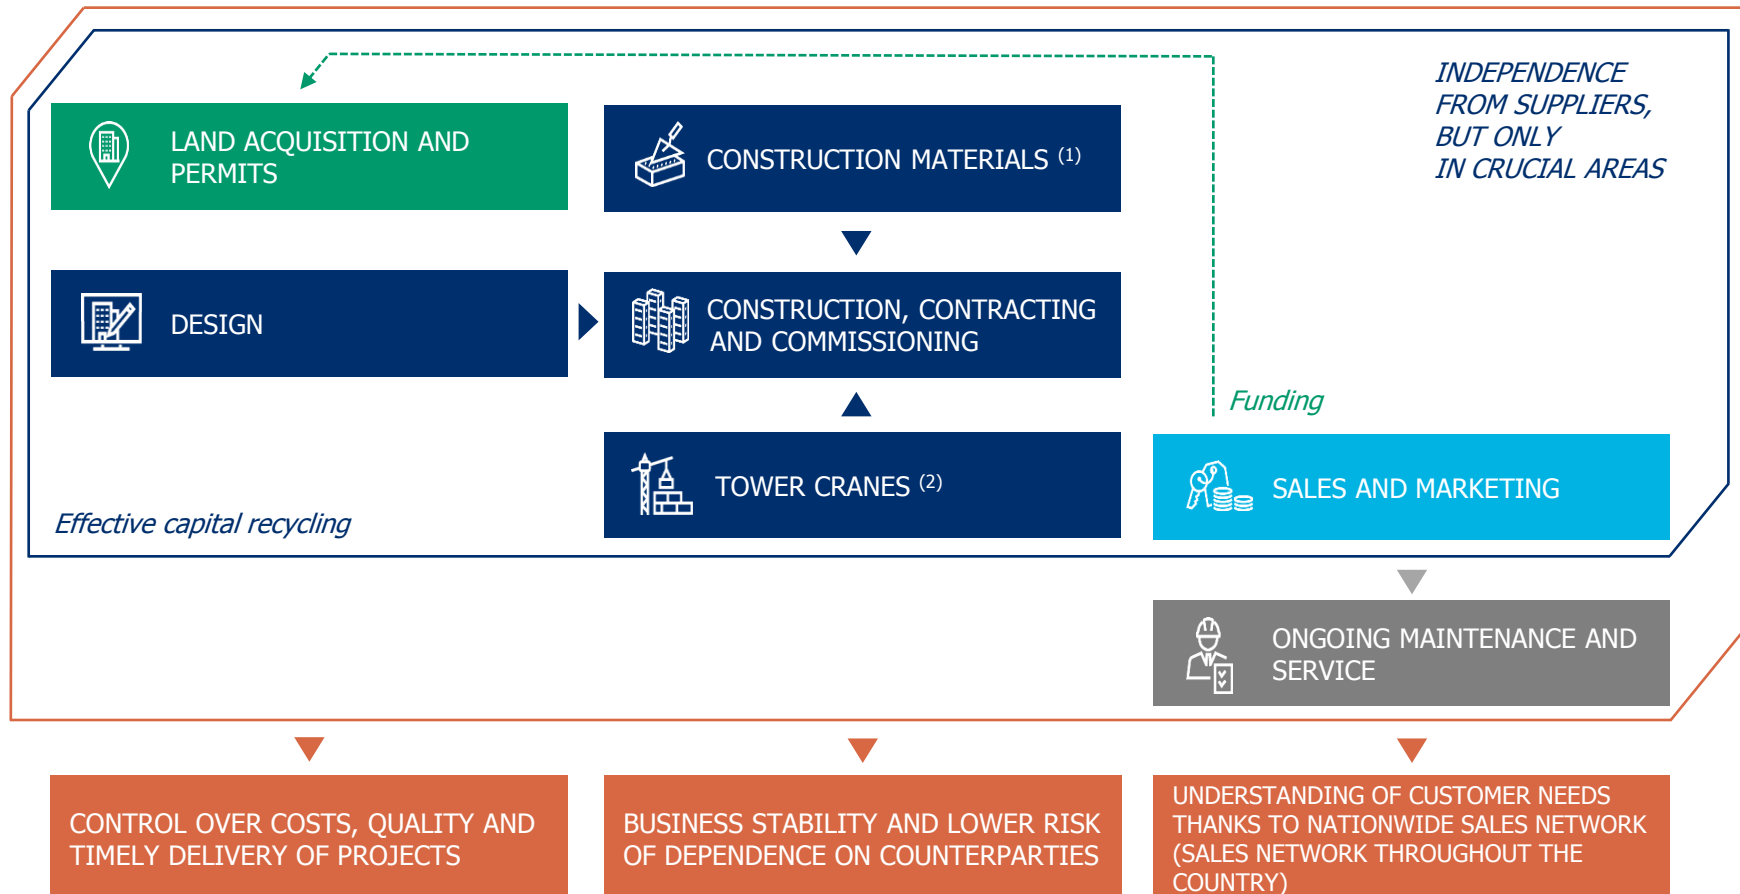 INDEPENDENCE
FROM SUPPLIERS,
BUT ONLY
IN CRUCIAL AREAS
LAND ACQUISITION AND
PERMITS
CONSTRUCTION MATERIALS (1)
DESIGN
CONSTRUCTION, CONTRACTING
AND COMMISSIONING
Funding
TOWER CRANES (2)
SALES AND MARKETING
Effective capital recycling
ONGOING MAINTENANCE AND
SERVICE
CONTROL OVER COSTS, QUALITY AND
TIMELY DELIVERY OF PROJECTS
BUSINESS STABILITY AND LOWER RISK
OF DEPENDENCE ON COUNTERPARTIES
UNDERSTANDING OF CUSTOMER NEEDS
THANKS TO NATIONWIDE SALES NETWORK
(SALES NETWORK THROUGHOUT THE
COUNTRY)